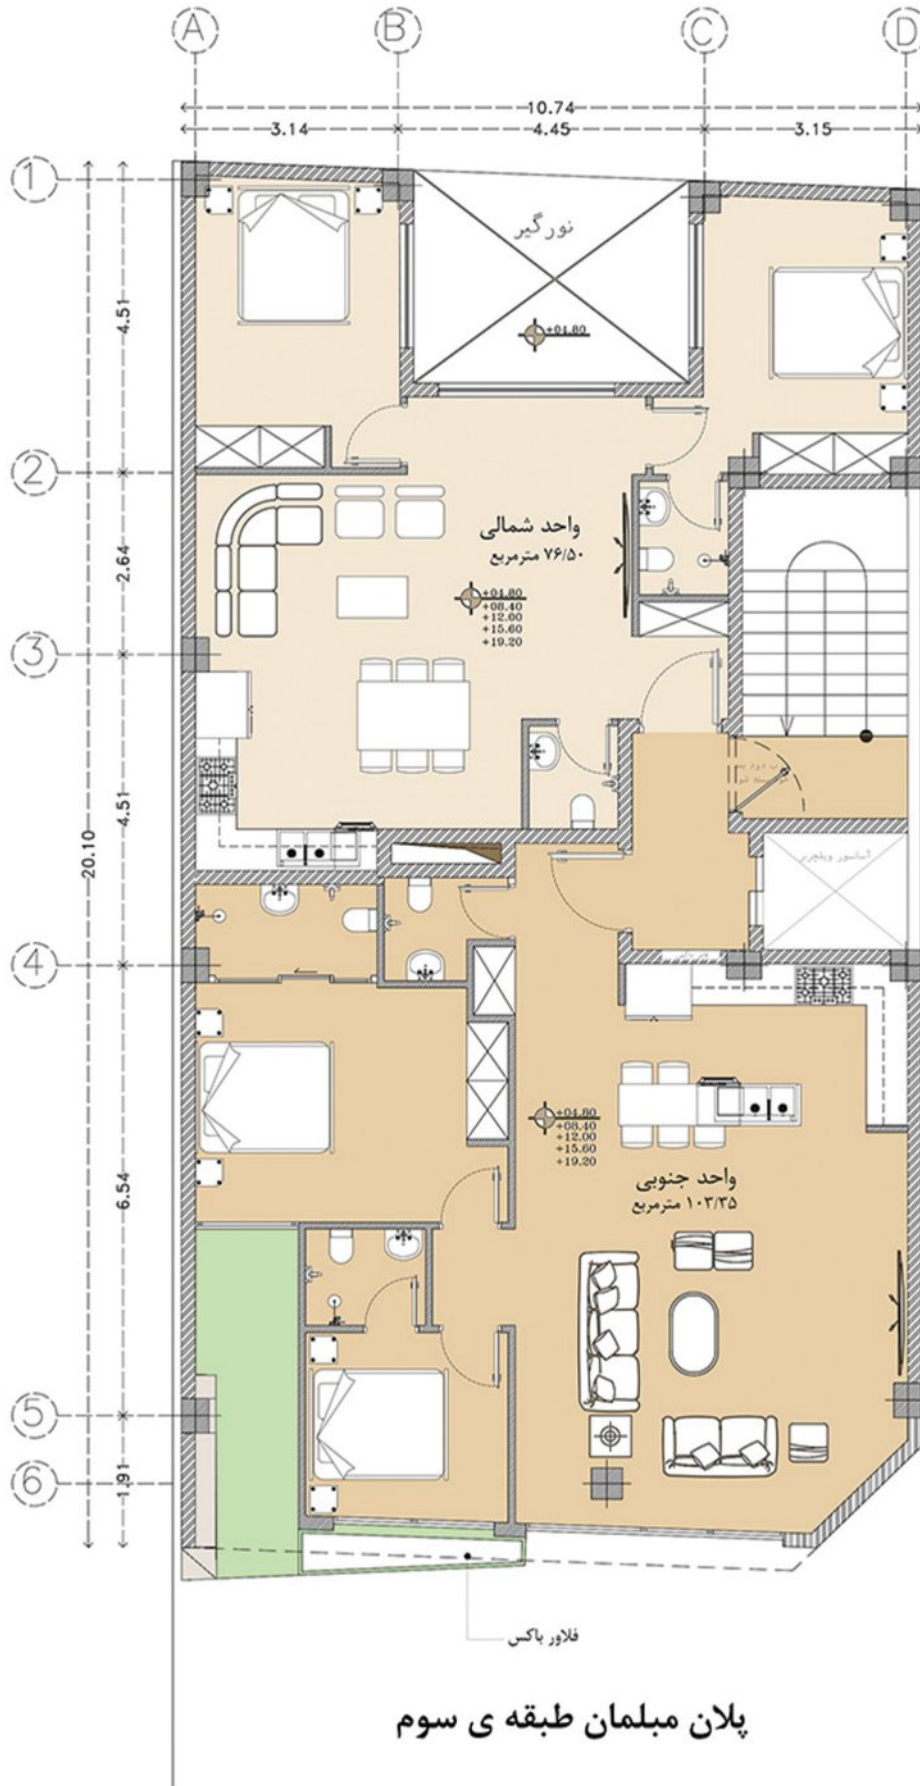 A B C D
10.74
3.14 4.45 3.15
1
نورگیر
+04.80
4.51
2
واحد شمالی
۷۶/۵۰ مترمربع
2.64
+04.80
+08.40
+12.00
+15.60
+19.20
3
4.51
20.10
آسانسور ویلچربر
4
+04.80
+08.40
+12.00
+15.60
+19.20
واحد جنوبی
۱۰۳/۳۵ مترمربع
6.54
5
6
1.91
فلاور باکس
پلان مبلمان طبقه ی سوم